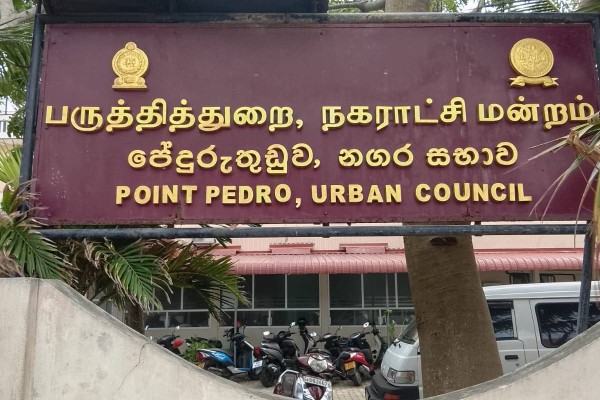 பருத்தித்துறை, நகராட்சி மன்றம்
පේදුරුතුඩුව, නගර සභාව
POINT PEDRO, URBAN COUNCIL